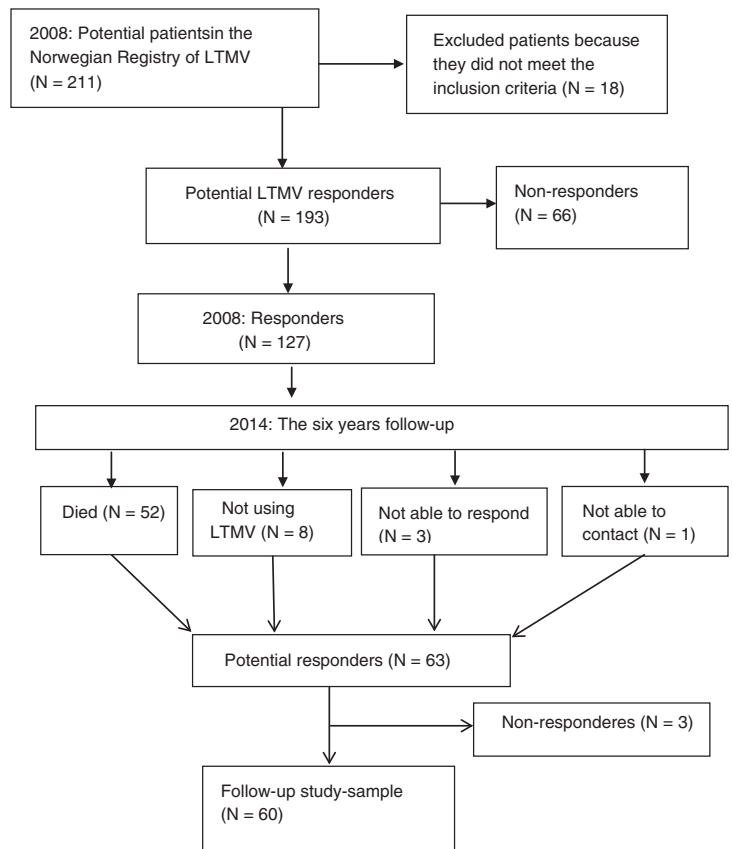 2008: Potential patientsin the
Norwegian Registry of LTMV
(N = 211)
Excluded patients because
they did not meet the
inclusion criteria (N = 18)
Potential LTMV responders
(N = 193)
Non-responders
(N = 66)
2008: Responders
(N = 127)
2014: The six years follow-up
Died (N = 52)
Not using
LTMV (N = 8)
Not able to respond
(N = 3)
Not able to
contact (N = 1)
Potential responders (N = 63)
Non-responderes (N = 3)
Follow-up study-sample
(N = 60)